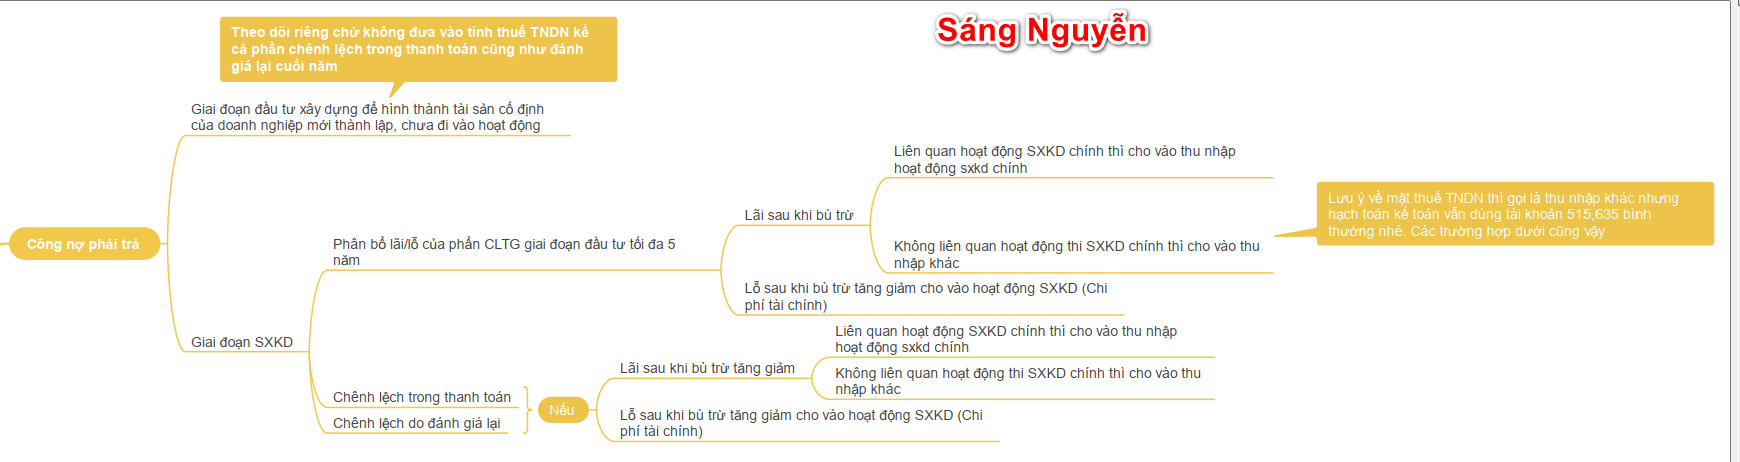 Sáng Nguyễn
Theo dõi riêng chứ không đưa vào tính thuế TNDN kể
cả phần chênh lệch trong thanh toán cũng như đánh
giá lại cuối năm
Giai đoạn đầu tư xây dựng để hình thành tài sản cố định
của doanh nghiệp mới thành lập, chưa đi vào hoạt động
Công nợ phải trả
Giai đoạn SXKD
Phân bổ lãi/lỗ của phần CLTG giai đoạn đầu tư tối đa 5
năm
Lãi sau khi bù trừ
Liên quan hoạt động SXKD chính thì cho vào thu nhập
hoạt động sxkd chính
Không liên quan hoạt động thi SXKD chính thì cho vào thu
nhập khác
Lưu ý về mặt thuế TNDN thì gọi là thu nhập khác nhưng
hạch toán kế toán vẫn dùng tài khoản 515,635 bình
thường nhé. Các trường hợp dưới cũng vậy
Lỗ sau khi bù trừ tăng giảm cho vào hoạt động SXKD (Chi
phí tài chính)
Chênh lệch trong thanh toán
Chênh lệch do đánh giá lại
Nếu
Lãi sau khi bù trừ tăng giảm
Liên quan hoạt động SXKD chính thì cho vào thu nhập
hoạt động sxkd chính
Không liên quan hoạt động thi SXKD chính thì cho vào thu
nhập khác
Lỗ sau khi bù trừ tăng giảm cho vào hoạt động SXKD (Chi
phí tài chính)